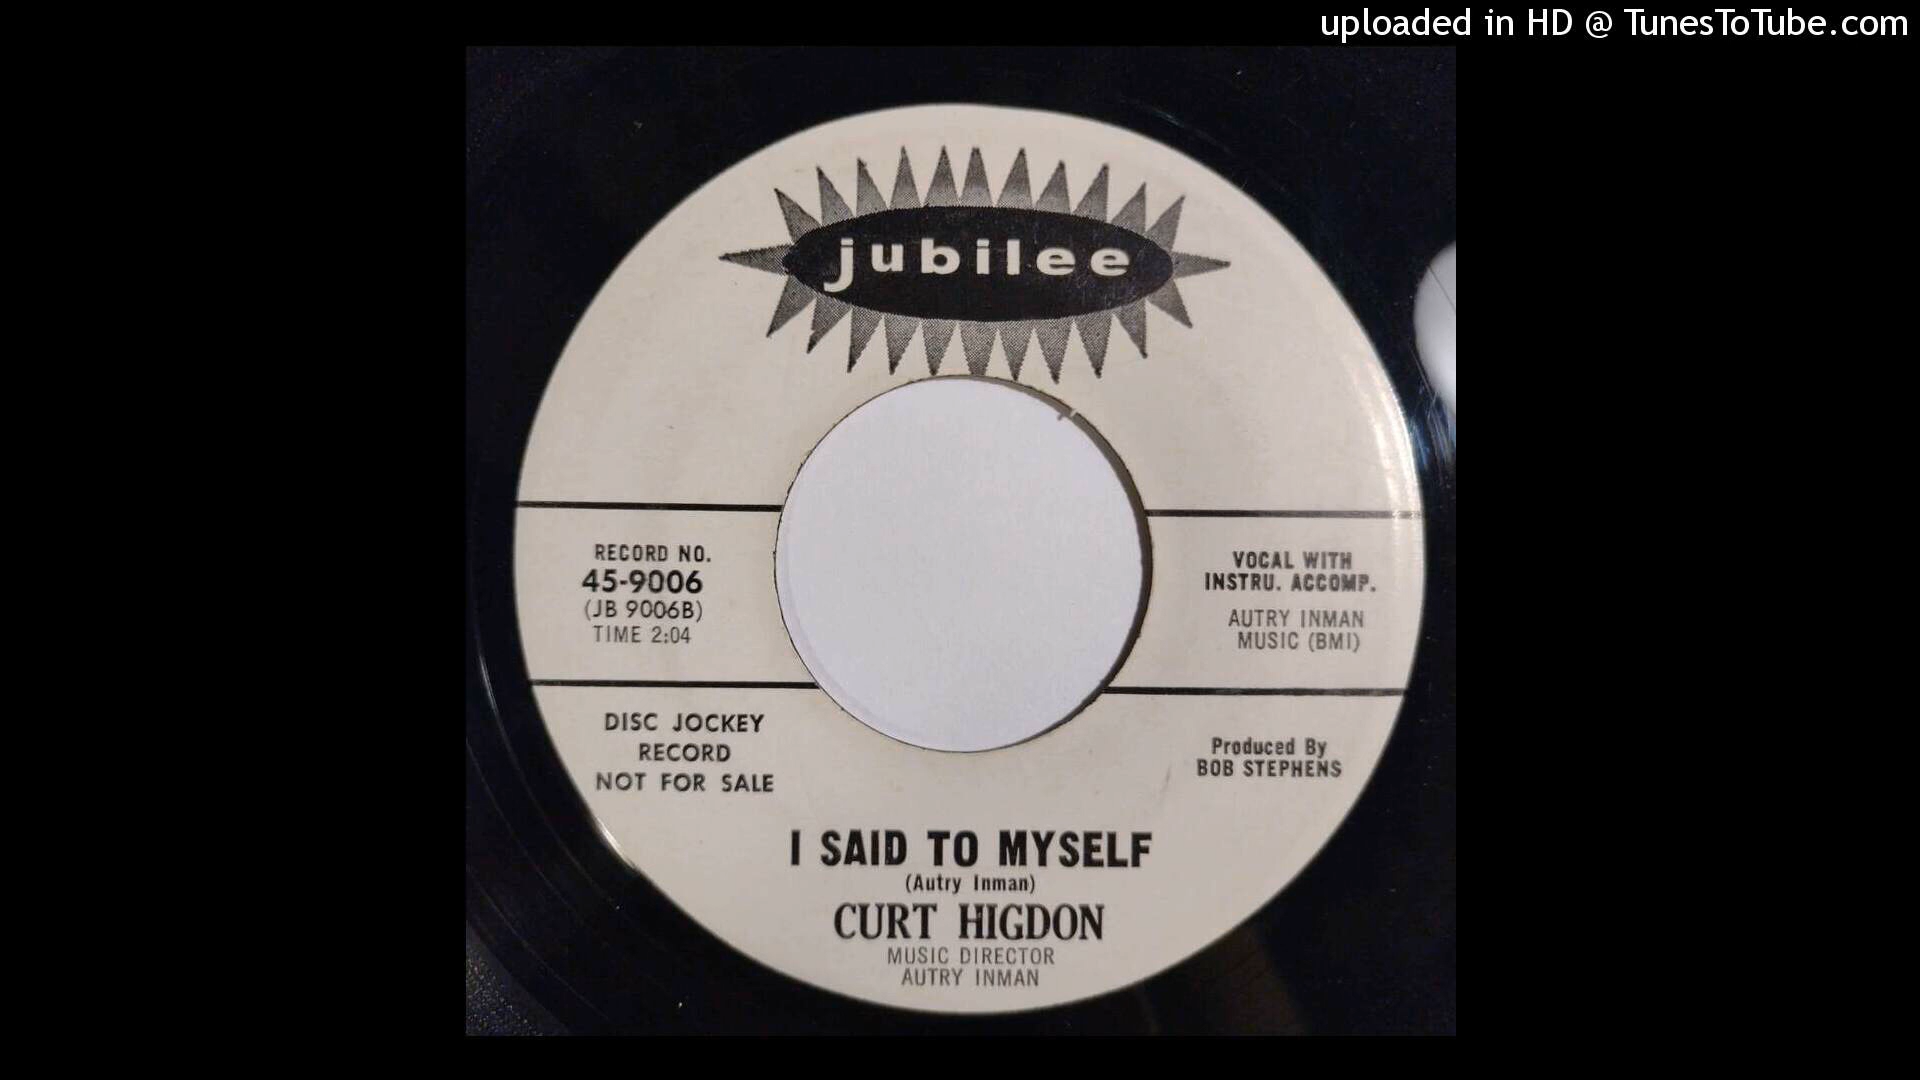 uploaded in HD @ TunesToTube.com
jubilee
RECORD NO.
45-9006
(JB 9006B)
TIME 2:04
VOCAL WITH
INSTRU. ACCOMP.
AUTRY INMAN
MUSIC (BMI)
DISC JOCKEY
RECORD
NOT FOR SALE
Produced By
BOB STEPHENS
I SAID TO MYSELF
(Autry Inman)
CURT HIGDON
MUSIC DIRECTOR
AUTRY INMAN